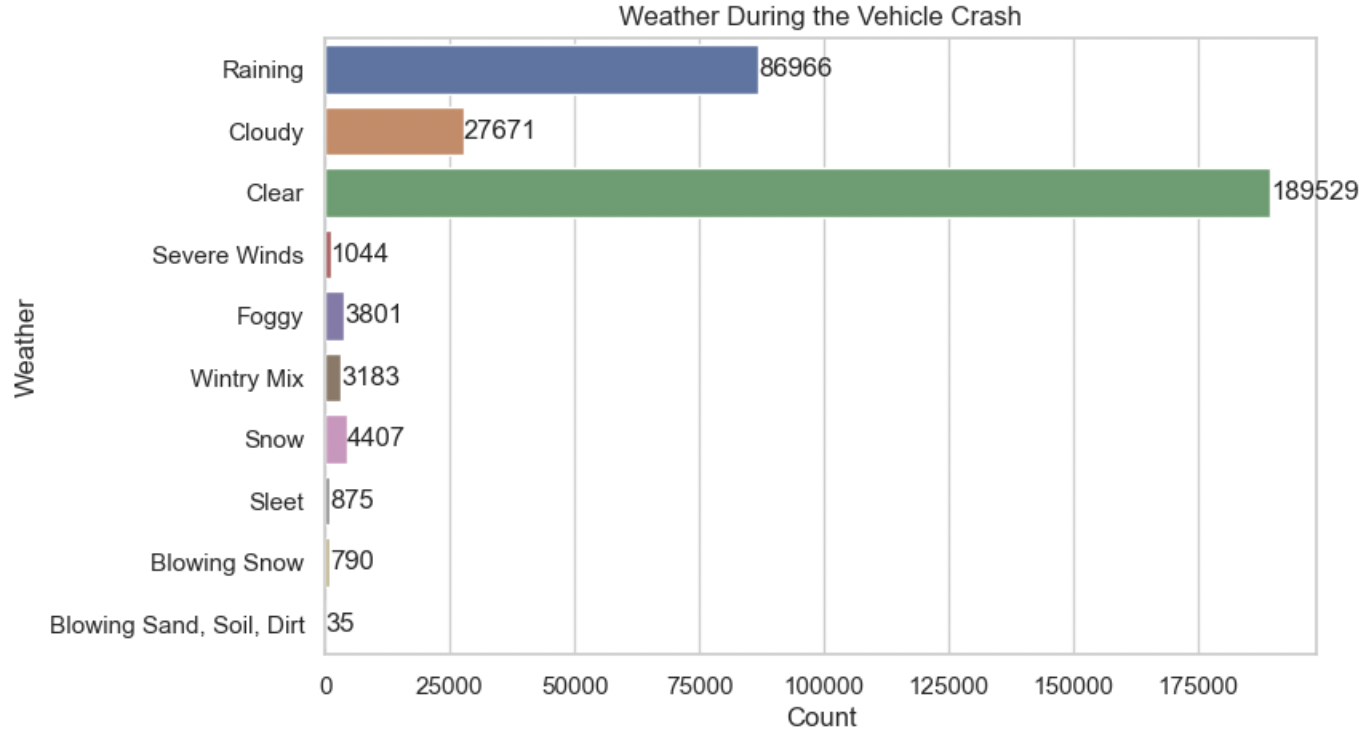 Weather During the Vehicle Crash
Raining 86966
Cloudy 27671
Clear 189529
Severe Winds 1044
Foggy 3801
Wintry Mix 3183
Snow 4407
Sleet 875
Blowing Snow 790
Blowing Sand, Soil, Dirt 35
Weather
0 25000 50000 75000 100000 125000 150000 175000
Count